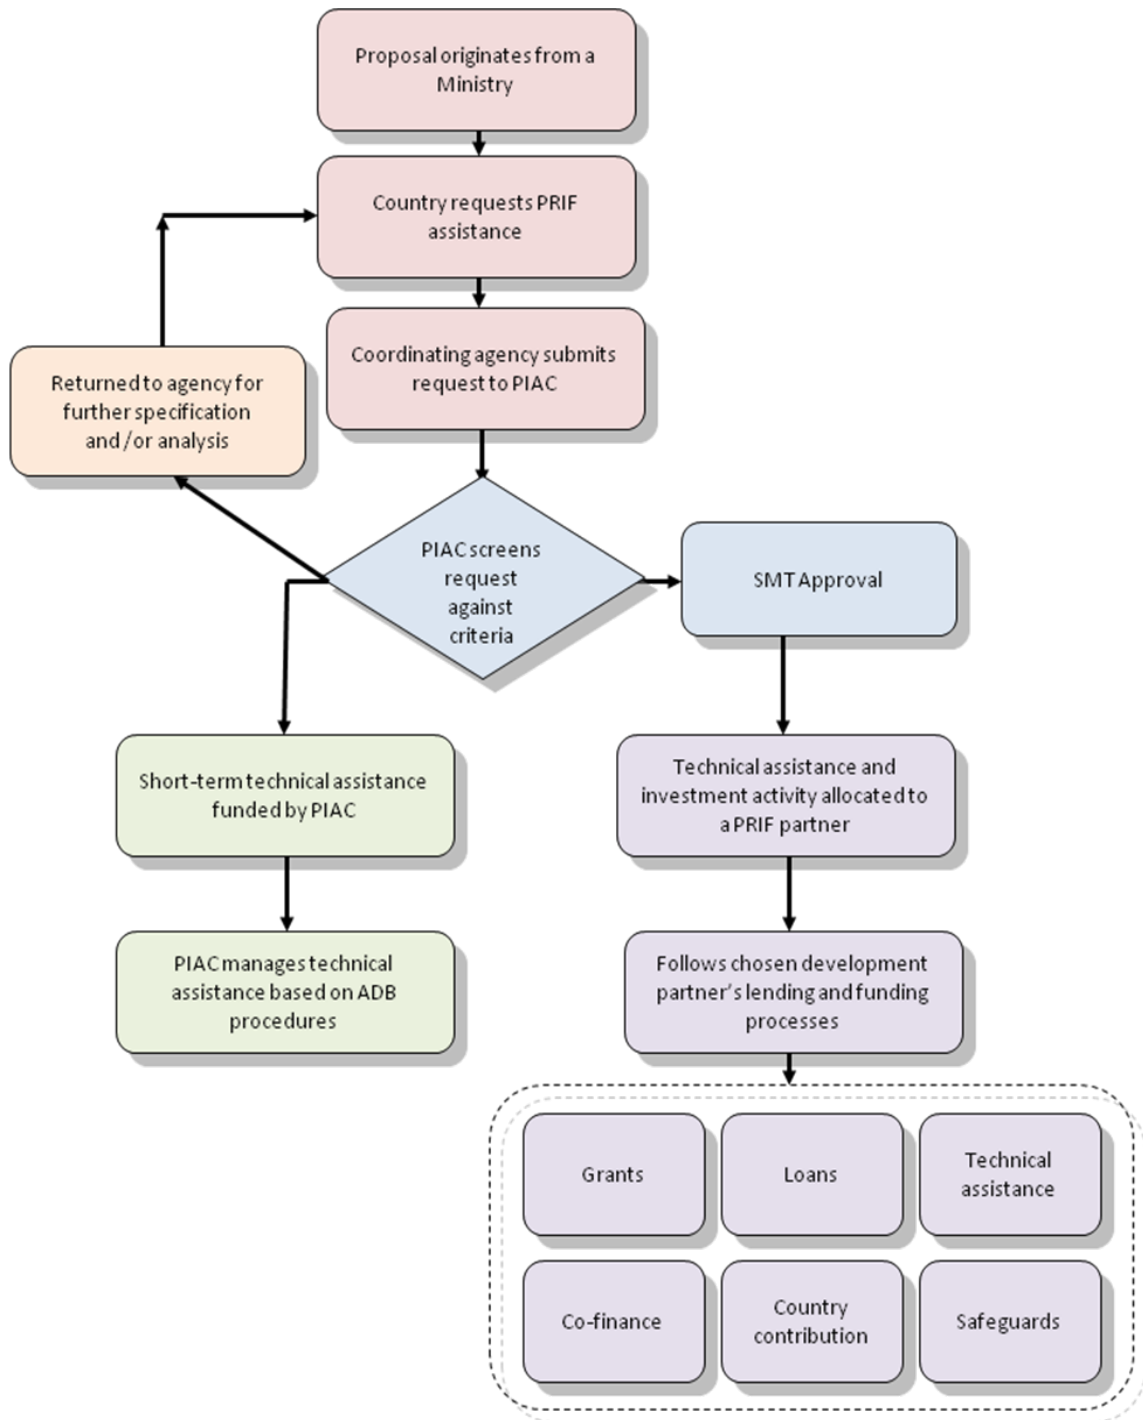 Proposal originates from a
Ministry
Country requests PRIF
assistance
Coordinating agency submits
request to PIAC
Returned to agency for
further specification
and /or analysis
PIAC screens
request
against
criteria
SMT Approval
Short-term technical assistance
funded by PIAC
Technical assistance and
investment activity allocated to
a PRIF partner
PIAC manages technical
assistance based on ADB
procedures
Follows chosen development
partner's lending and funding
processes
Grants
Loans
Technical
assistance
Co-finance
Country
contribution
Safeguards